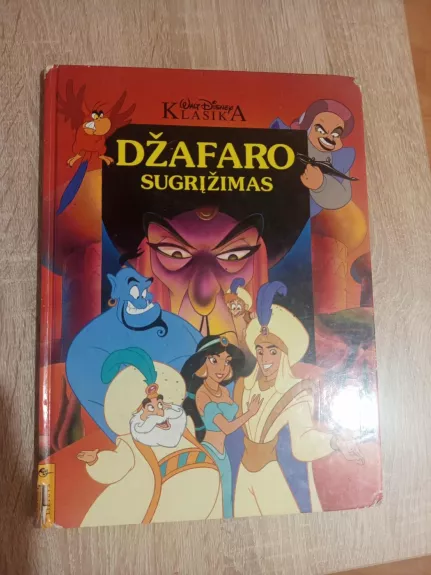 Walt Disney
KLASIKA
DŽAFARO
SUGRĮŽIMAS